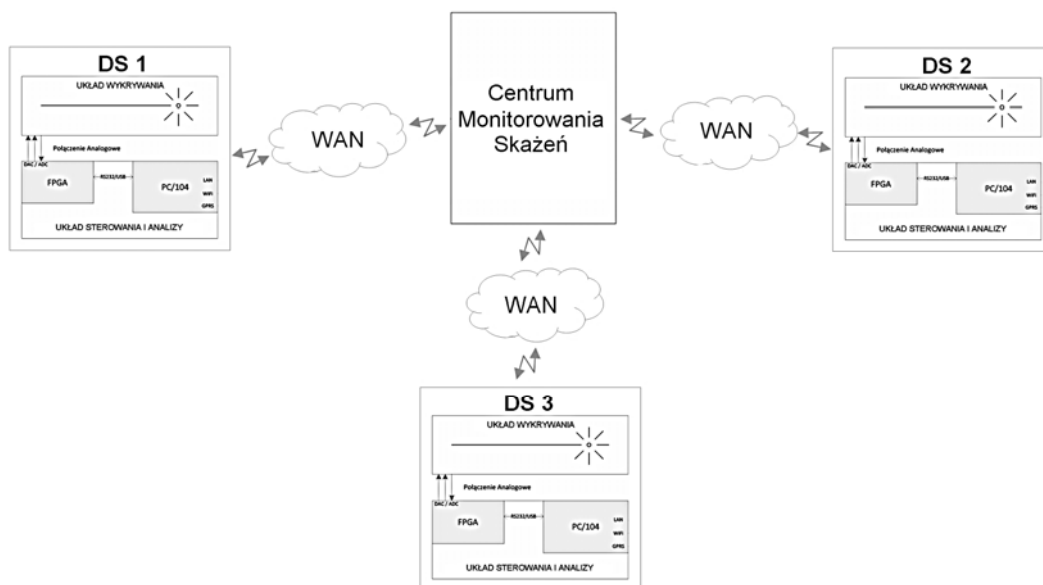 DS 1
UKŁAD WYKRYWANIA
Połączenie Analogowe
DAC / ADC
FPGA
RS232/USB
PC/104
LAN
WIFI
GPRS
UKŁAD STEROWANIA I ANALIZY
WAN
Centrum
Monitorowania
Skażeń
WAN
DS 2
UKŁAD WYKRYWANIA
Połączenie Analogowe
DAC / ADC
FPGA
RS232/USB
PC/104
LAN
WIFI
GPRS
UKŁAD STEROWANIA I ANALIZY
WAN
DS 3
UKŁAD WYKRYWANIA
Połączenie Analogowe
DAC / ADC
FPGA
RS232/USB
PC/104
LAN
WIFI
GPRS
UKŁAD STEROWANIA I ANALIZY